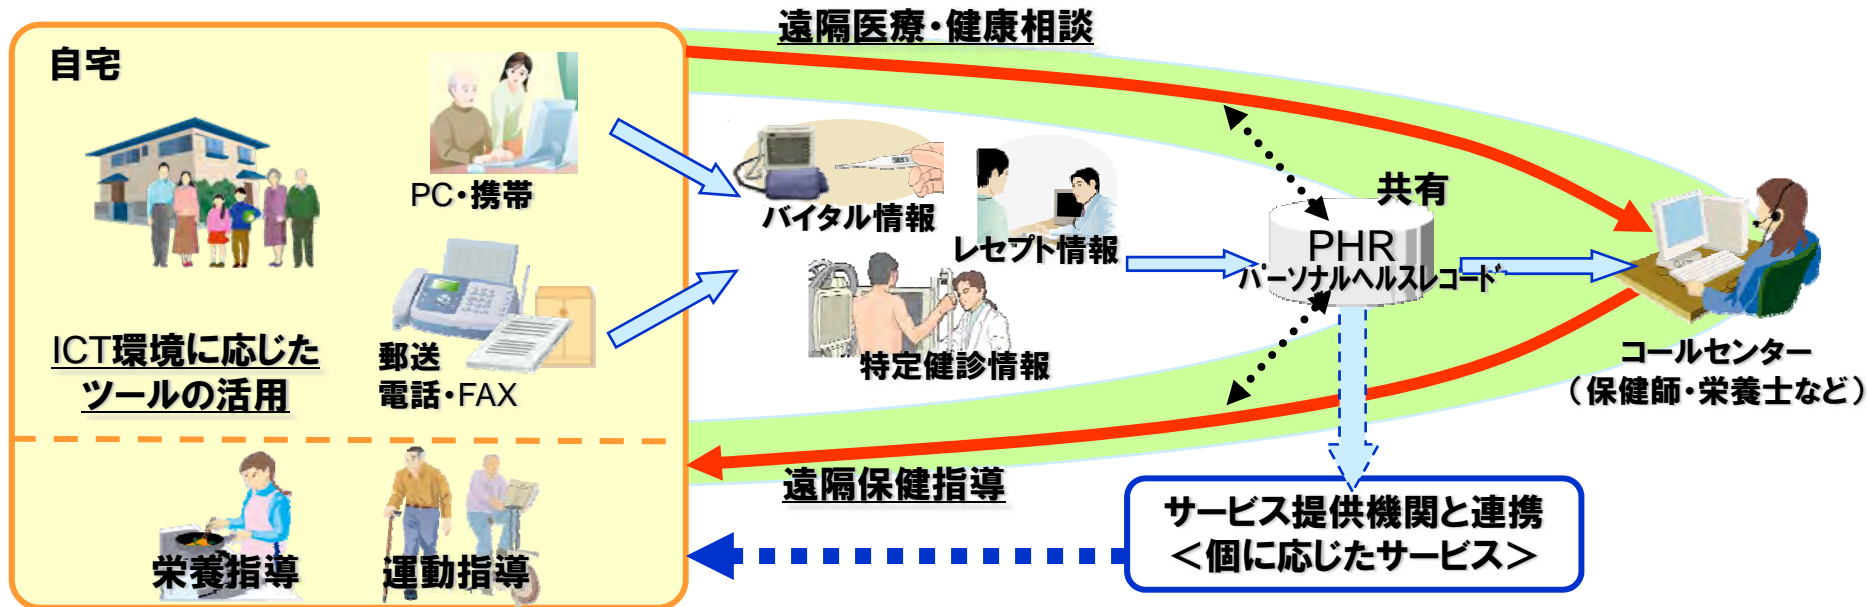 遠隔医療・健康相談
自宅
PC・携帯
バイタル情報
レセプト情報
共有
PHR
パーソナルヘルスレコード
特定健診情報
ICT環境に応じた
ツールの活用
郵送
電話・FAX
コールセンター
（保健師・栄養士など）
遠隔保健指導
サービス提供機関と連携
＜個に応じたサービス＞
栄養指導
運動指導